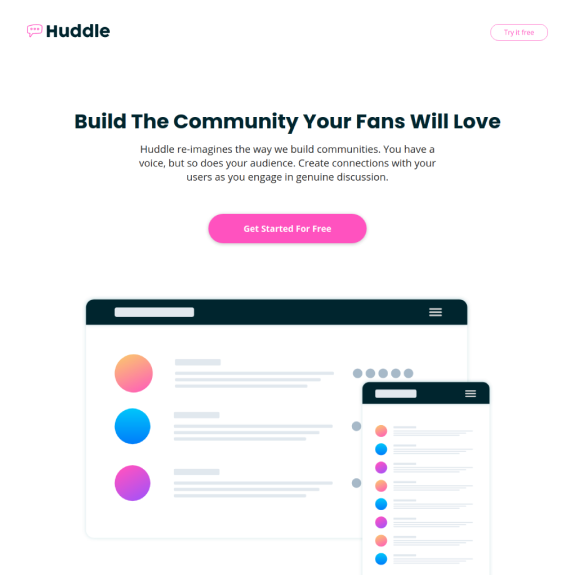 Huddle
Try it free
Build The Community Your Fans Will Love
Huddle re-imagines the way we build communities. You have a
voice, but so does your audience. Create connections with your
users as you engage in genuine discussion.
Get Started For Free